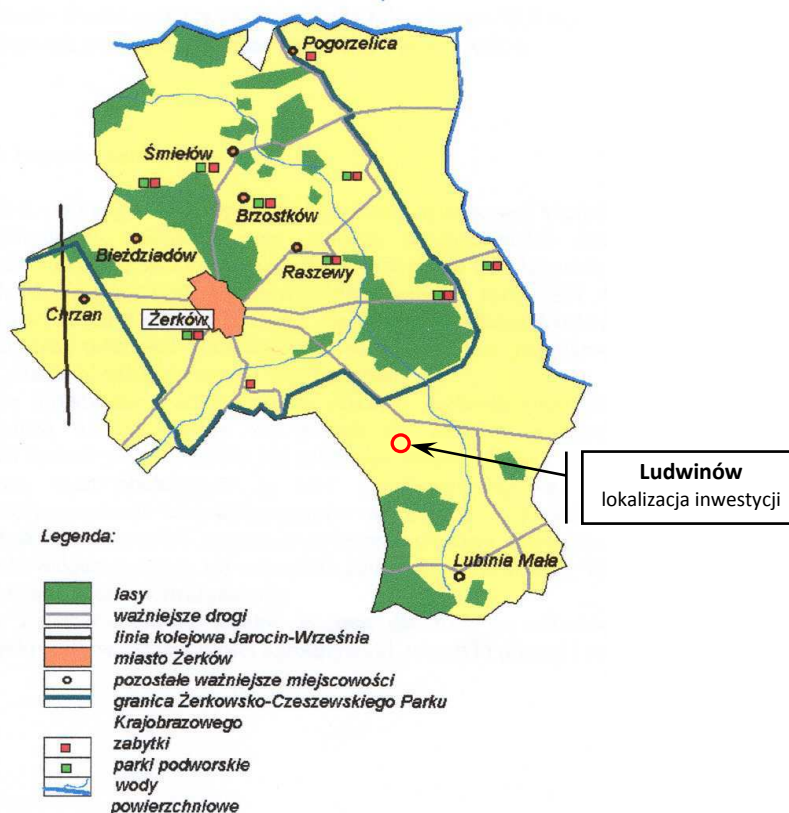 Pogorzelica
Śmiełów
Brzostków
Bieździadów
Raszewy
Chrzan
Żerków
Ludwinów
lokalizacja inwestycji
Lubinia Mała
Legenda:
lasy
ważniejsze drogi
linia kolejowa Jarocin-Września
miasto Żerków
pozostałe ważniejsze miejscowości
granica Żerkowsko-Czeszewskiego Parku
Krajobrazowego
zabytki
parki podworskie
wody
powierzchniowe